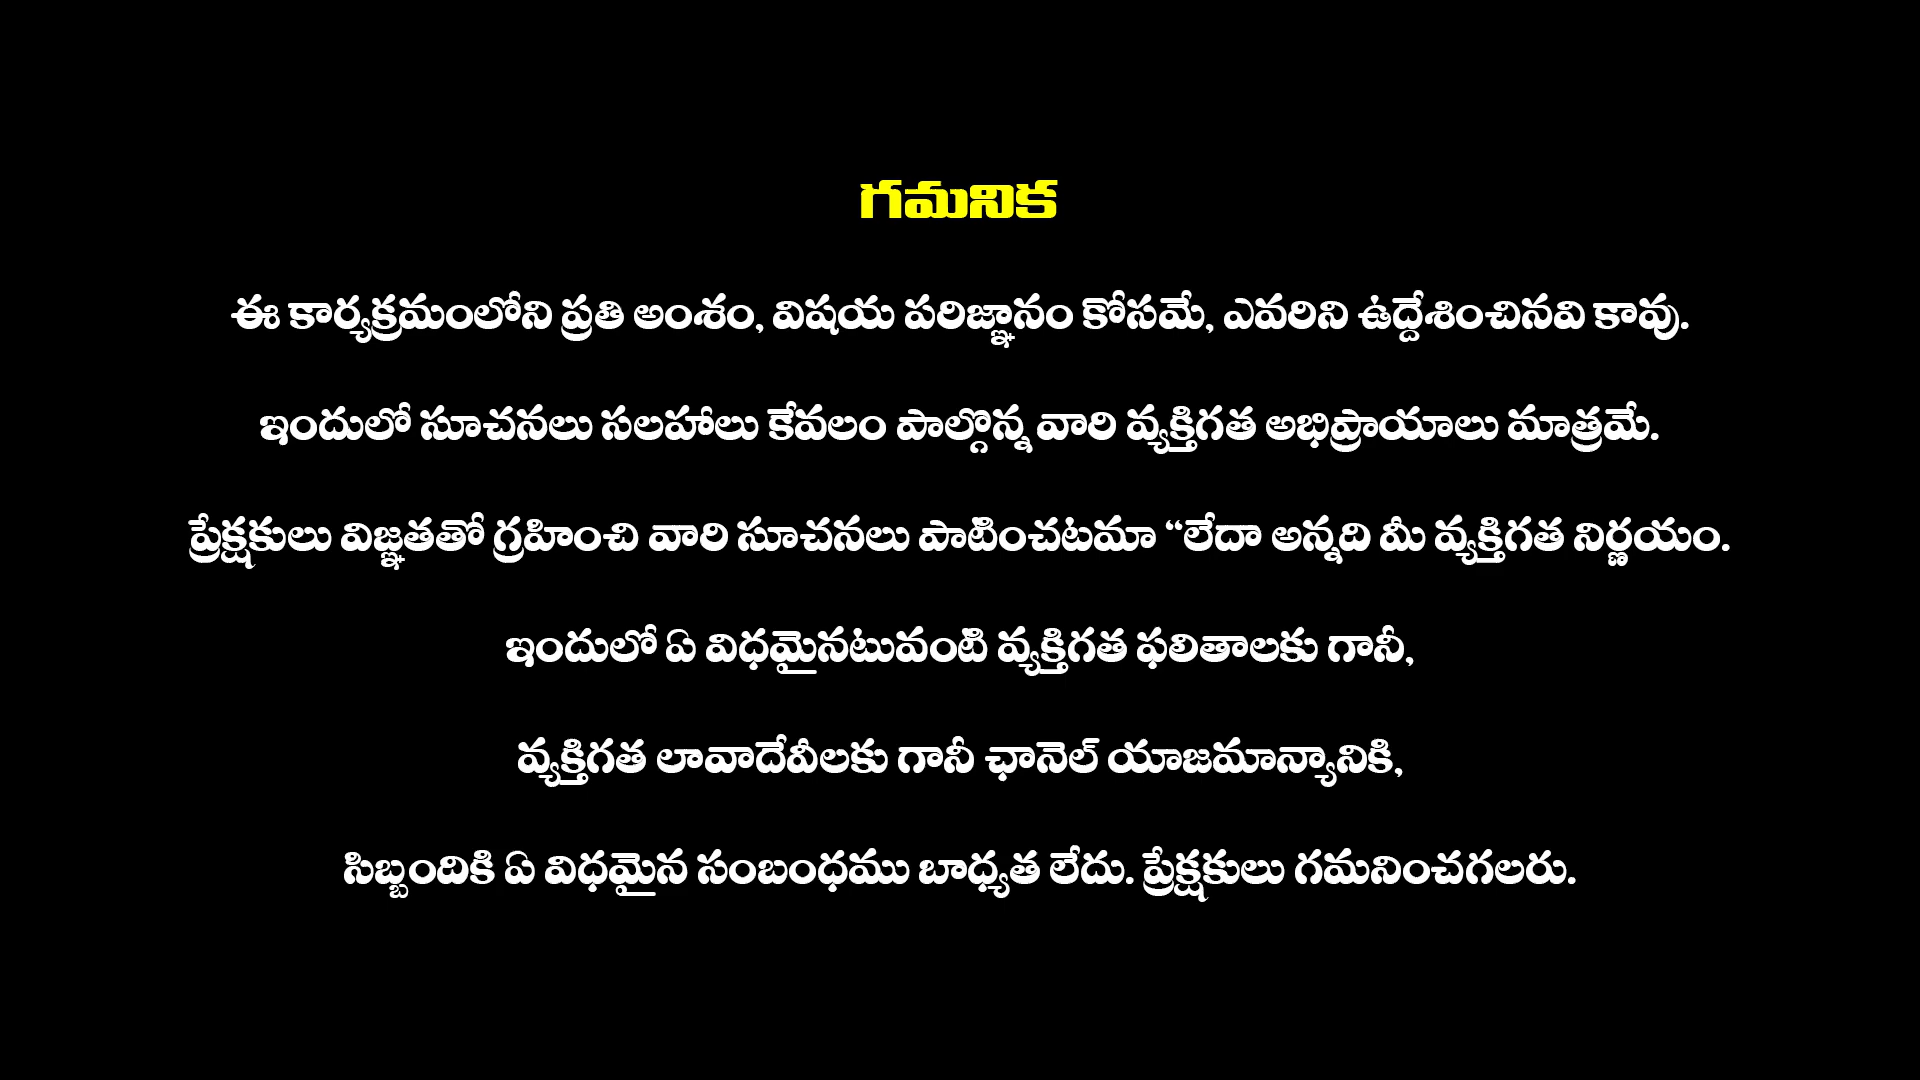 గమనిక
ఈ కార్యక్రమంలోని ప్రతి అంశం, విషయ పరిజ్ఞానం కోసమే, ఎవరిని ఉద్దేశించినవి కావు.
ఇందులో సూచనలు సలహాలు కేవలం పాల్గొన్న వారి వ్యక్తిగత అభిప్రాయాలు మాత్రమే.
ప్రేక్షకులు విజ్ఞతతో గ్రహించి వారి సూచనలు పాటించటమా “లేదా అన్నది మీ వ్యక్తిగత నిర్ణయం.
ఇందులో ఏ విధమైనటువంటి వ్యక్తిగత ఫలితాలకు గానీ,
వ్యక్తిగత లావాదేవీలకు గానీ ఛానెల్ యాజమాన్యానికి,
సిబ్బందికి ఏ విధమైన సంబంధము బాధ్యత లేదు. ప్రేక్షకులు గమనించగలరు.